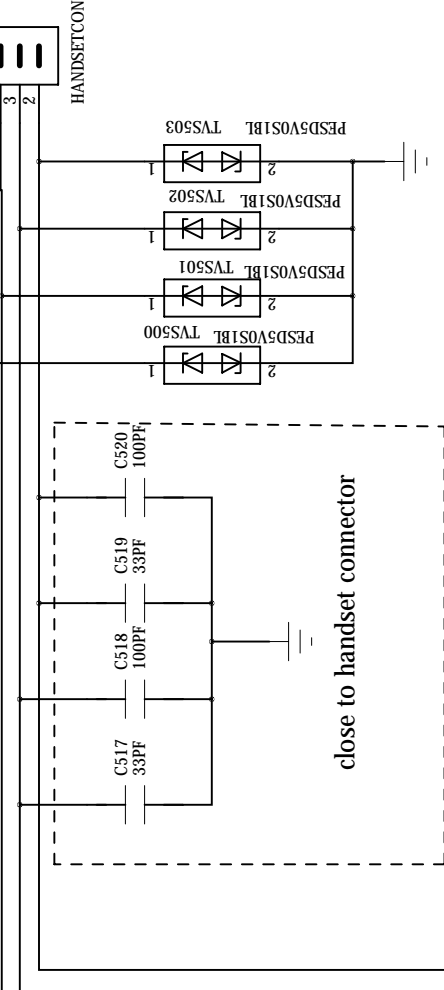 HANDSETCON
3
2
TVS503
PESD5V0S1BL
1
2
TVS502
PESD5V0S1BL
1
2
TVS501
PESD5V0S1BL
1
2
TVS500
PESD5V0S1BL
1
2
C520
100PF
C519
33PF
C518
100PF
C517
33PF
close to handset connector